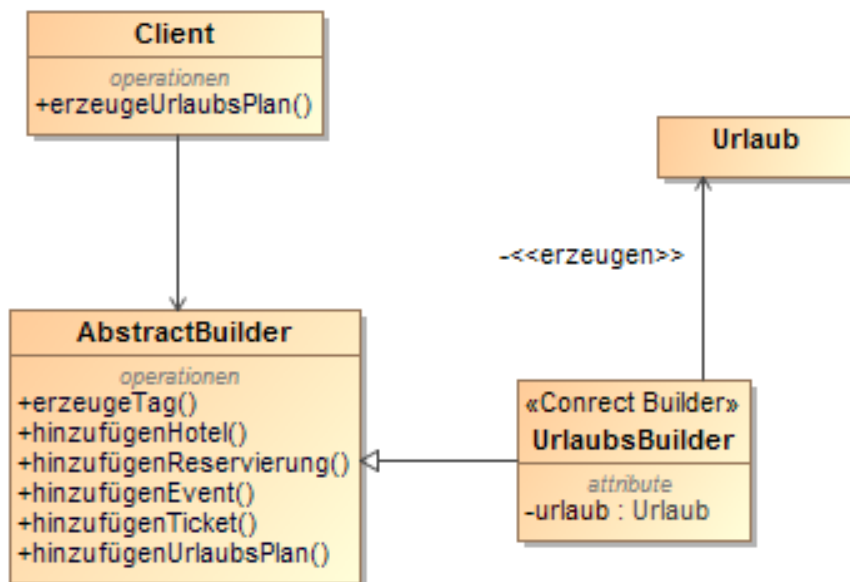 Client
operationen
+erzeugeUrlaubsPlan()
Urlaub
-<<erzeugen>>
AbstractBuilder
operationen
+erzeugeTag()
+hinzufügenHotel()
+hinzufügenReservierung()
+hinzufügenEvent()
+hinzufügenTicket()
+hinzufügenUrlaubsPlan()
«Conrect Builder»
UrlaubsBuilder
attribute
-urlaub : Urlaub